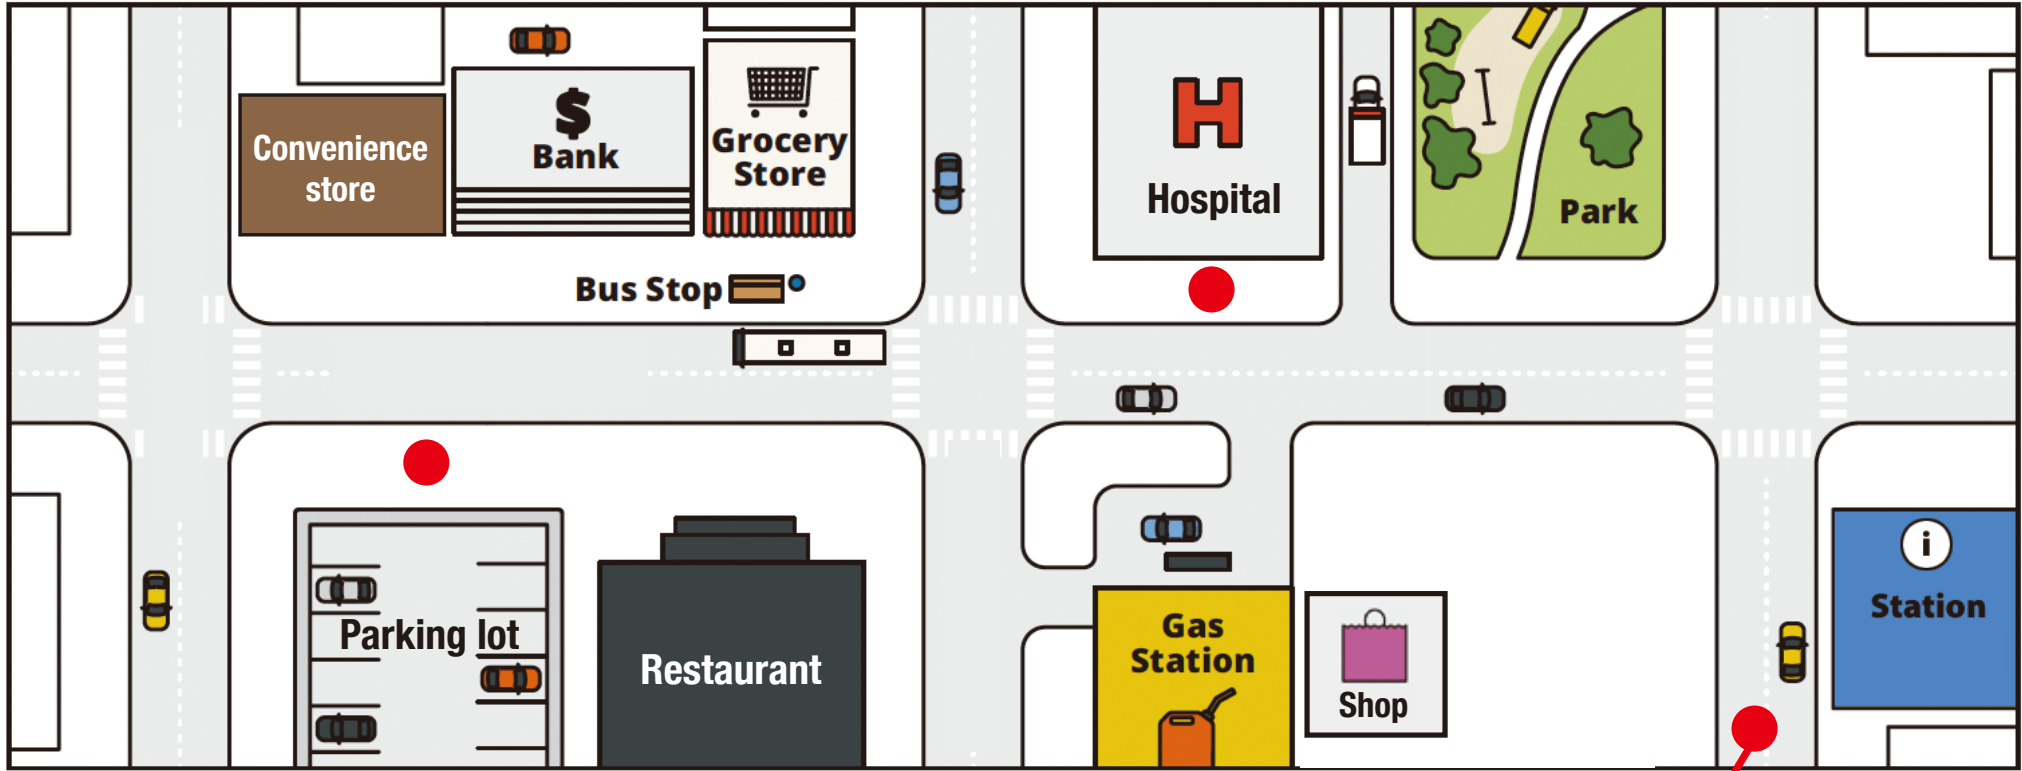 Convenience
store
$
Bank
Grocery
Store
Bus Stop
H
Hospital
Park
Parking lot
Restaurant
Gas
Station
Shop
i
Station